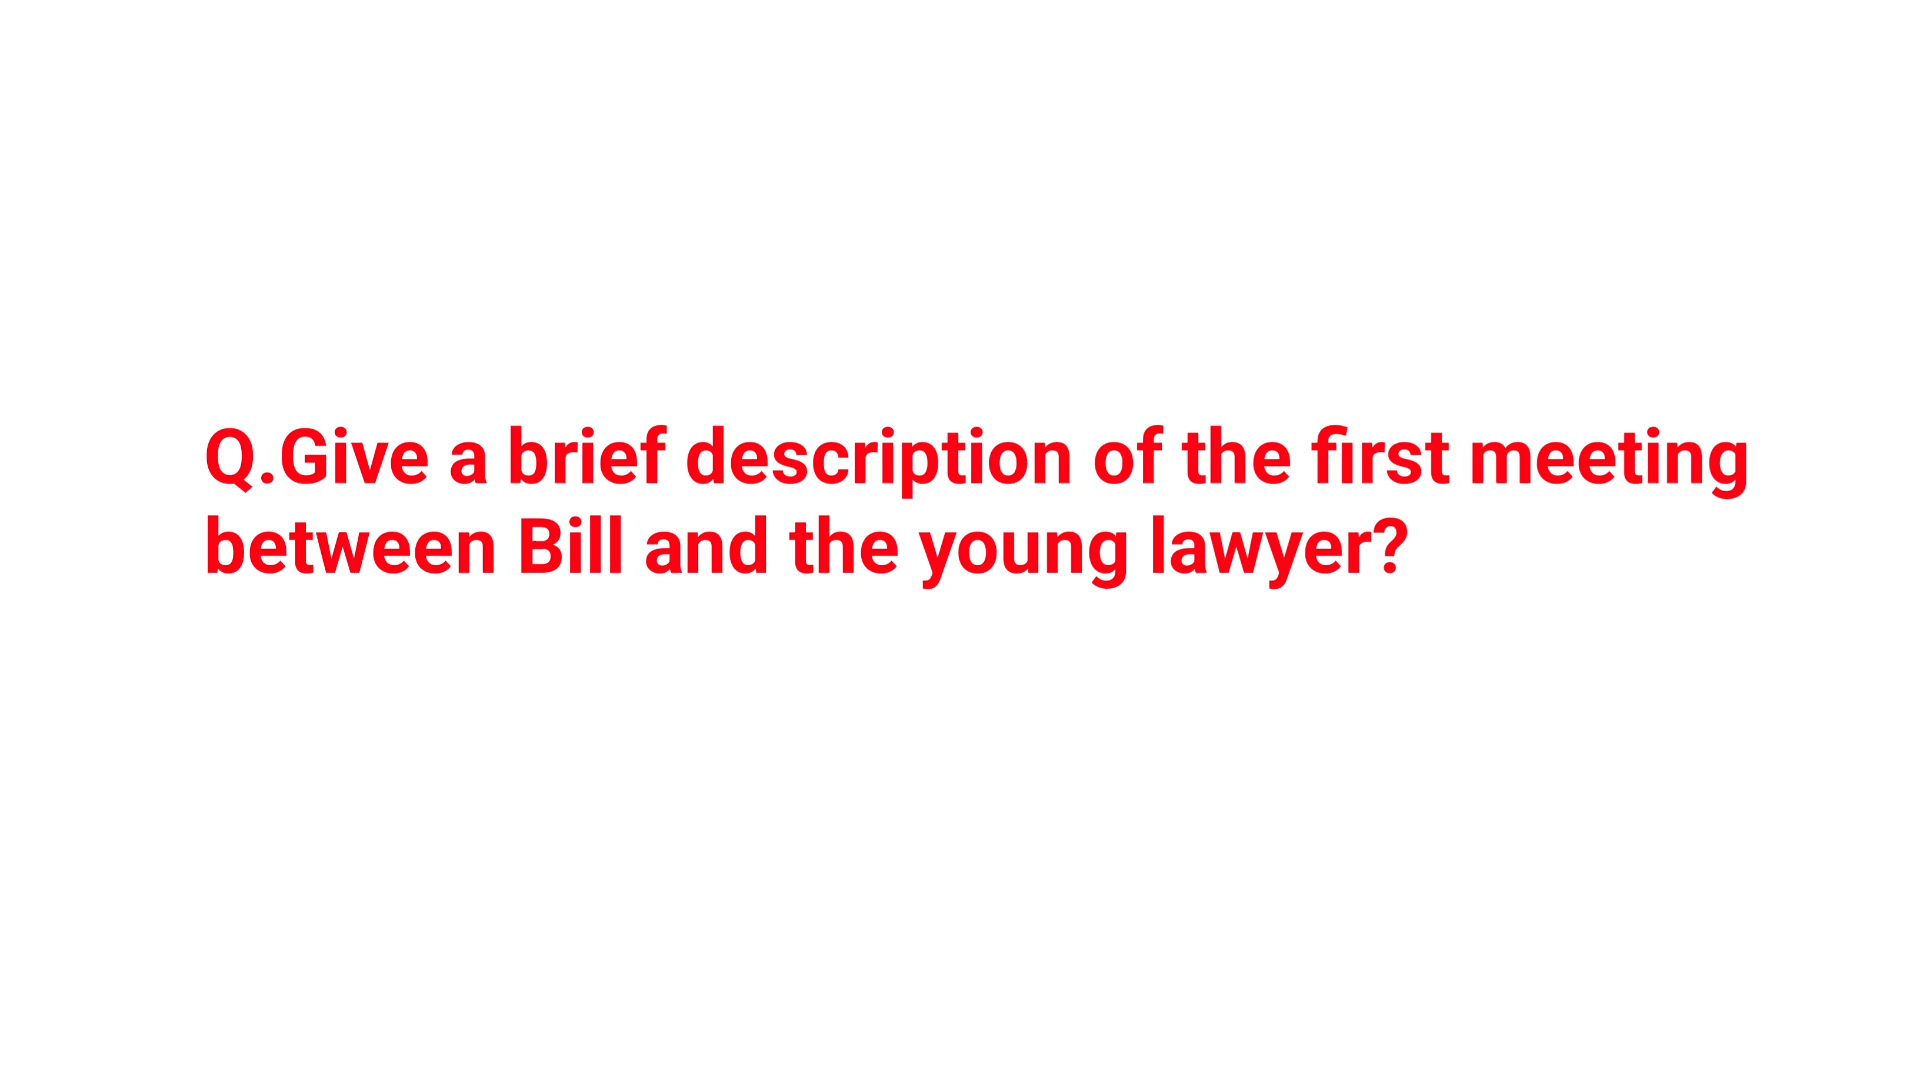 Q.Give a brief description of the first meeting
between Bill and the young lawyer?